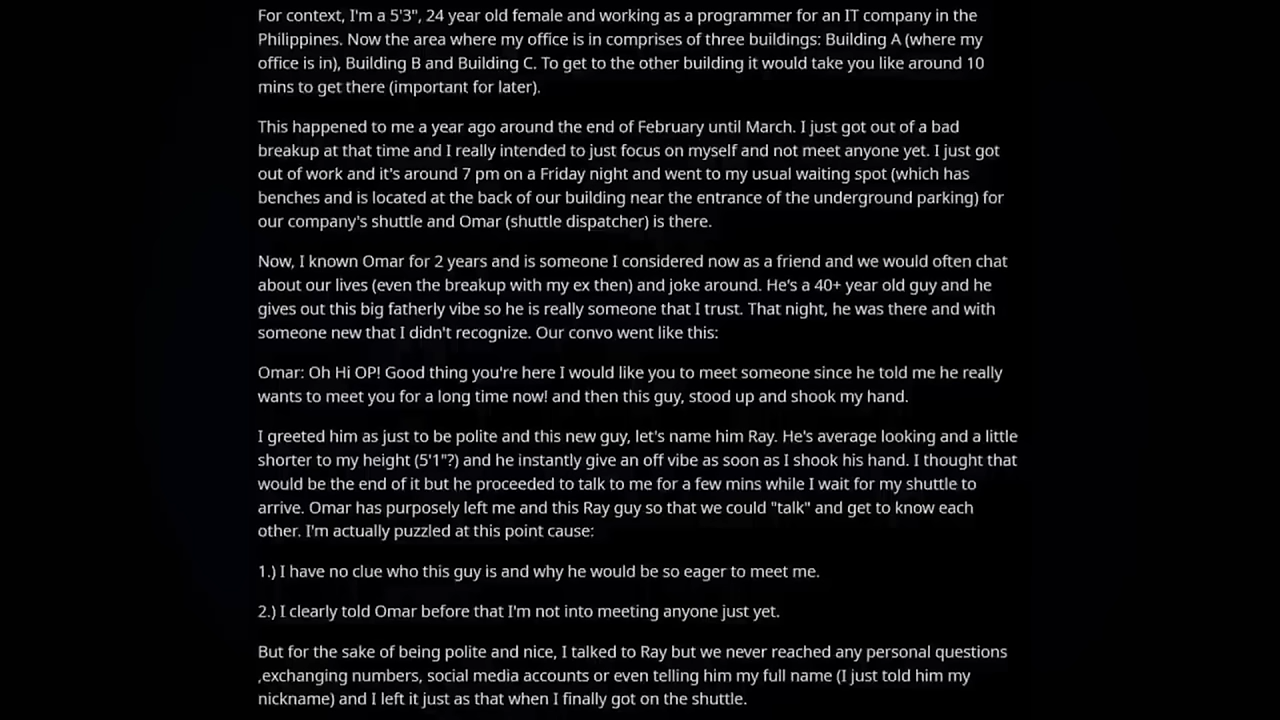 For context, I'm a 5'3", 24 year old female and working as a programmer for an IT company in the
Philippines. Now the area where my office is in comprises of three buildings: Building A (where my
office is in), Building B and Building C. To get to the other building it would take you like around 10
mins to get there (important for later).
This happened to me a year ago around the end of February until March. I just got out of a bad
breakup at that time and I really intended to just focus on myself and not meet anyone yet. I just got
out of work and it's around 7 pm on a Friday night and went to my usual waiting spot (which has
benches and is located at the back of our building near the entrance of the underground parking) for
our company's shuttle and Omar (shuttle dispatcher) is there.
Now, I known Omar for 2 years and is someone I considered now as a friend and we would often chat
about our lives (even the breakup with my ex then) and joke around. He's a 40+ year old guy and he
gives out this big fatherly vibe so he is really someone that I trust. That night, he was there and with
someone new that I didn't recognize. Our convo went like this:
Omar: Oh Hi OP! Good thing you're here I would like you to meet someone since he told me he really
wants to meet you for a long time now! and then this guy, stood up and shook my hand.
I greeted him as just to be polite and this new guy, let's name him Ray. He's average looking and a little
shorter to my height (5'1"?) and he instantly give an off vibe as soon as I shook his hand. I thought that
would be the end of it but he proceeded to talk to me for a few mins while I wait for my shuttle to
arrive. Omar has purposely left me and this Ray guy so that we could "talk" and get to know each
other. I'm actually puzzled at this point cause:
1.) I have no clue who this guy is and why he would be so eager to meet me.
2.) I clearly told Omar before that I'm not into meeting anyone just yet.
But for the sake of being polite and nice, I talked to Ray but we never reached any personal questions
,exchanging numbers, social media accounts or even telling him my full name (I just told him my
nickname) and I left it just as that when I finally got on the shuttle.